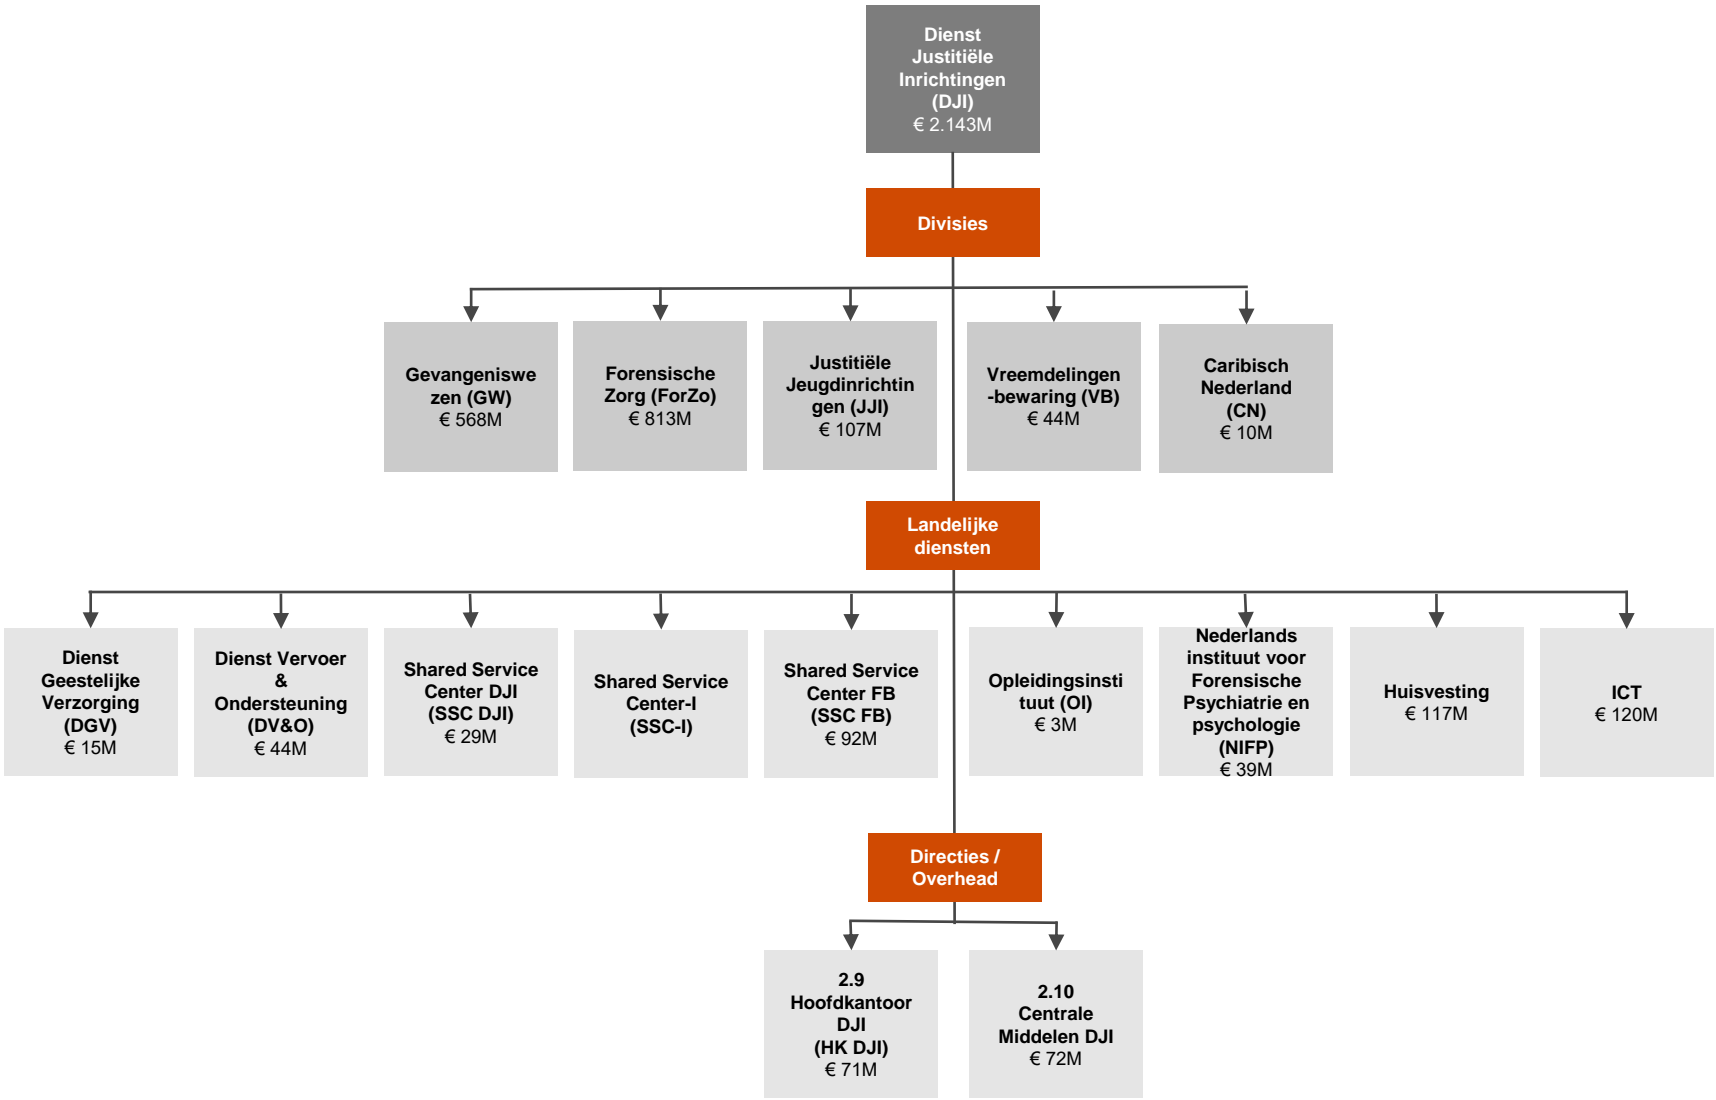 Dienst
Justitiële
Inrichtingen
(DJI)
€ 2.143M
Divisies
Gevangeniswe
zen (GW)
€ 568M
Forensische
Zorg (ForZo)
€ 813M
Justitiële
Jeugdinrichtin
gen (JJI)
€ 107M
Vreemdelingen
-bewaring (VB)
€ 44M
Caribisch
Nederland
(CN)
€ 10M
Landelijke
diensten
Dienst
Geestelijke
Verzorging
(DGV)
€ 15M
Dienst Vervoer
&
Ondersteuning
(DV&O)
€ 44M
Shared Service
Center DJI
(SSC DJI)
€ 29M
Shared Service
Center-I
(SSC-I)
Shared Service
Center FB
(SSC FB)
€ 92M
Opleidingsinsti
tuut (OI)
€ 3M
Nederlands
instituut voor
Forensische
Psychiatrie en
psychologie
(NIFP)
€ 39M
Huisvesting
€ 117M
ICT
€ 120M
Directies /
Overhead
2.9
Hoofdkantoor
DJI
(HK DJI)
€ 71M
2.10
Centrale
Middelen DJI
€ 72M